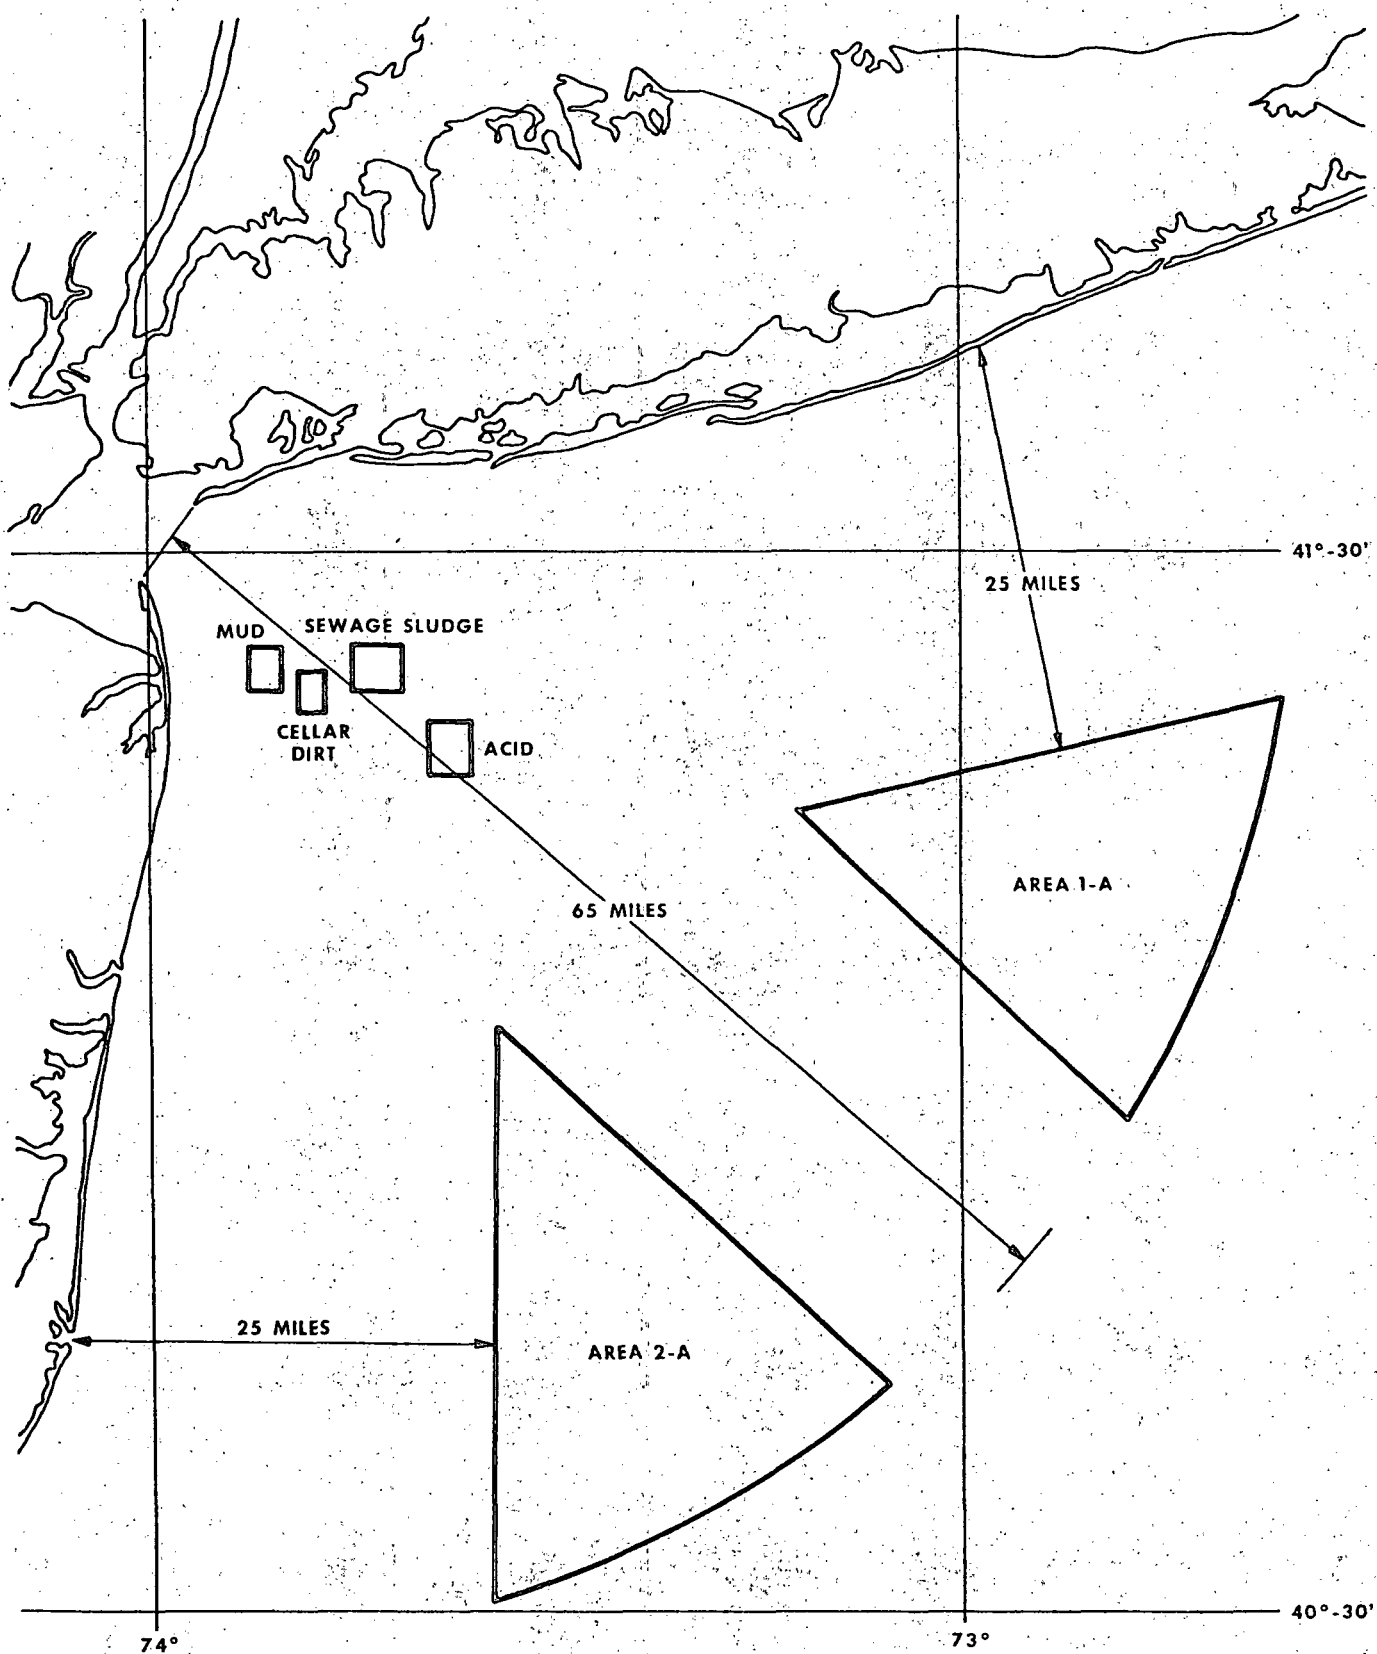 41°-30'
25 MILES
MUD
SEWAGE SLUDGE
CELLAR
DIRT
ACID
AREA 1-A
65 MILES
25 MILES
AREA 2-A
40°-30'
74°
73°